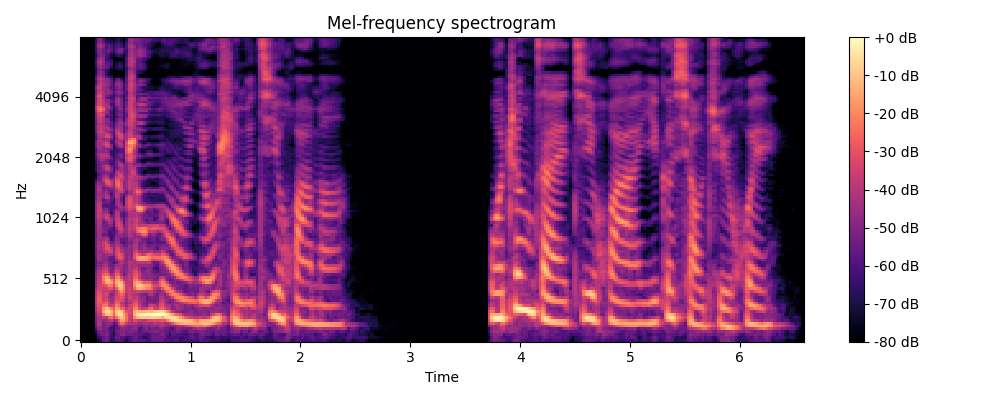 Mel-frequency spectrogram
Hz
4096
2048
1024
512
0
0 1 2 3 4 5 6
Time
+0 dB
-10 dB
-20 dB
-30 dB
-40 dB
-50 dB
-60 dB
-70 dB
-80 dB